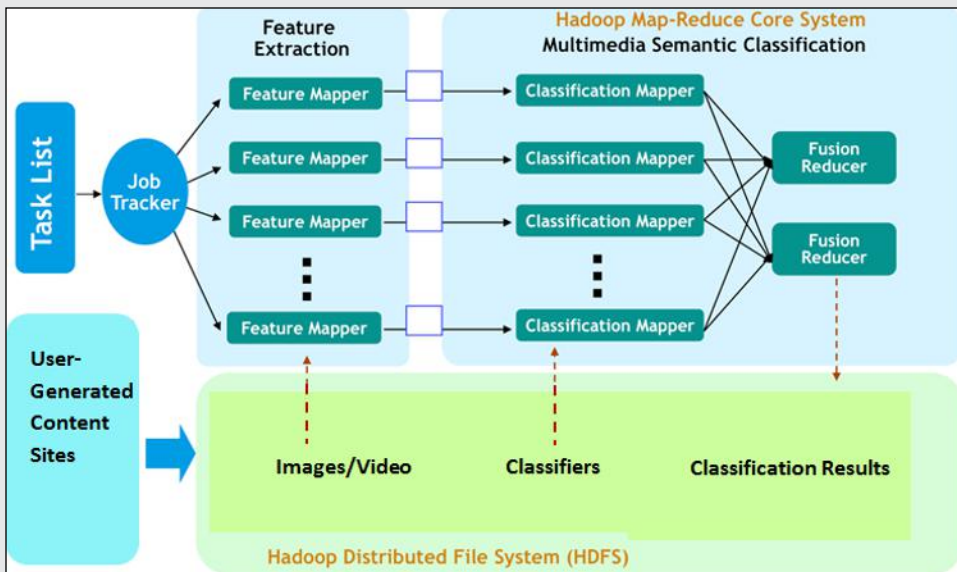 Hadoop Map-Reduce Core System
Feature
Extraction
Multimedia Semantic Classification
Task List
Job
Tracker
Feature Mapper
Classification Mapper
Feature Mapper
Classification Mapper
Feature Mapper
Classification Mapper
Feature Mapper
Classification Mapper
Fusion
Reducer
Fusion
Reducer
User-
Generated
Content
Sites
Images/Video
Classifiers
Classification Results
Hadoop Distributed File System (HDFS)